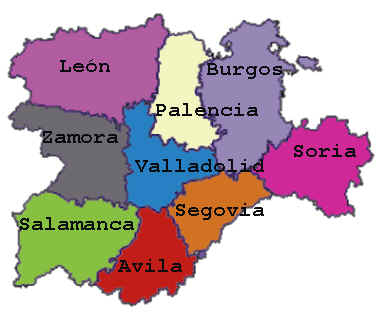 León
Burgos
Palencia
Zamora
Soria
Valladolid
Segovia
Salamanca
Avila